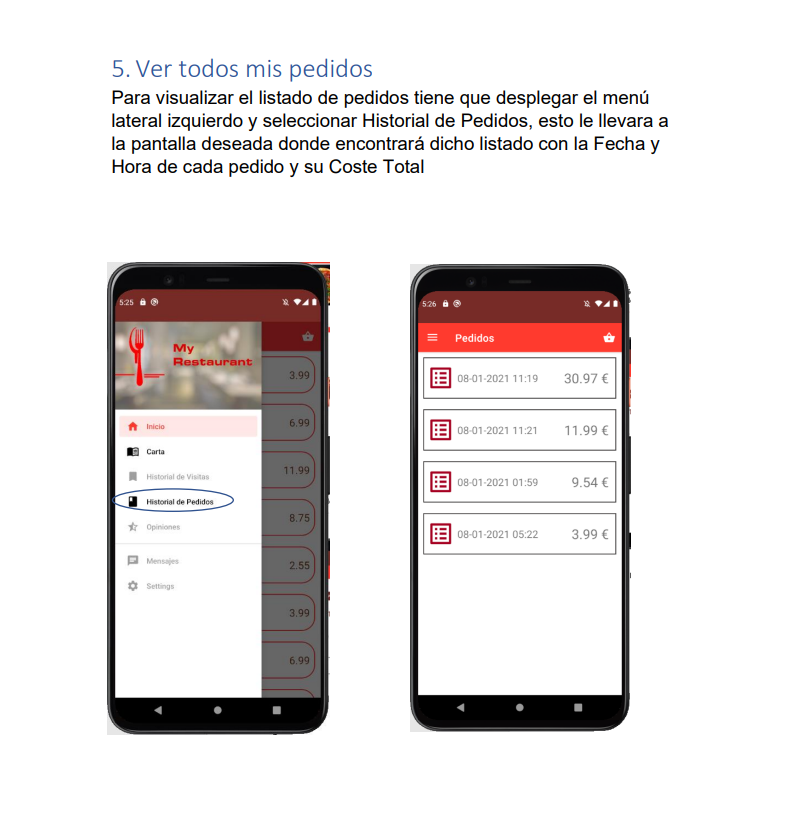 5. Ver todos mis pedidos
Para visualizar el listado de pedidos tiene que desplegar el menú
lateral izquierdo y seleccionar Historial de Pedidos, esto le llevara a
la pantalla deseada donde encontrará dicho listado con la Fecha y
Hora de cada pedido y su Coste Total
5:25
My
Restaurant
Inicio
Carta
Historial de Visitas
Historial de Pedidos
Opiniones
Mensajes
Settings
3.99
6.99
11.99
8.75
2.55
3.99
6.99
5:26
Pedidos
08-01-2021 11:19 30.97 €
08-01-2021 11:21 11.99 €
08-01-2021 01:59 9.54 €
08-01-2021 05:22 3.99 €